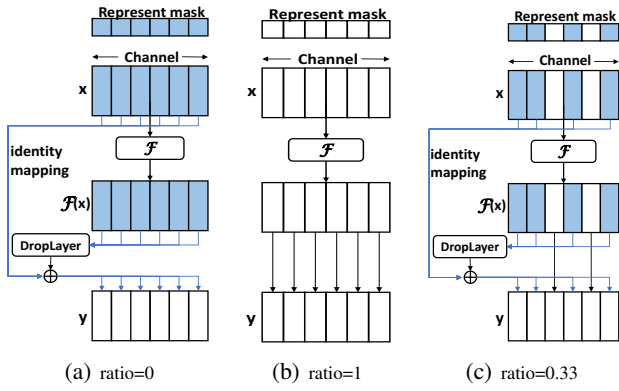 Represent mask
Channel
x
F
identity
mapping
F(x)
DropLayer
y
(a) ratio=0
Represent mask
Channel
x
F
y
(b) ratio=1
Represent mask
Channel
x
F
identity
mapping
F(x)
DropLayer
y
(c) ratio=0.33